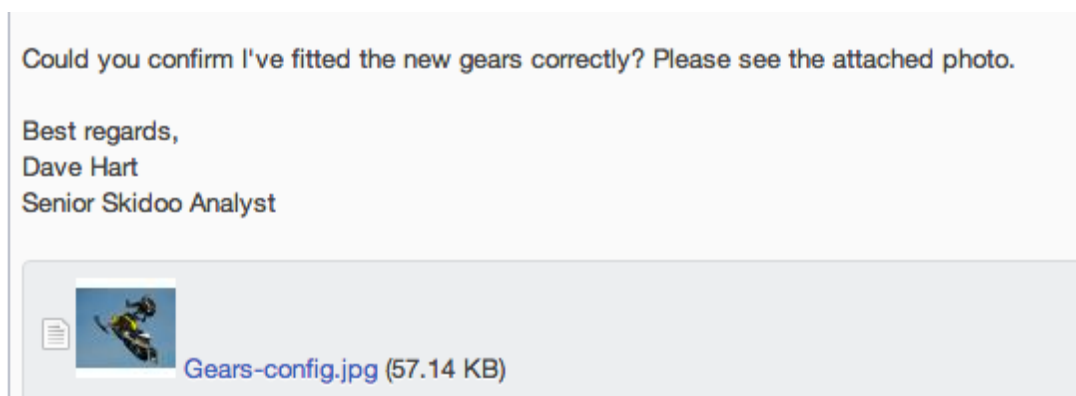 Could you confirm I've fitted the new gears correctly? Please see the attached photo.
Best regards,
Dave Hart
Senior Skidoo Analyst
Gears-config.jpg (57.14 KB)